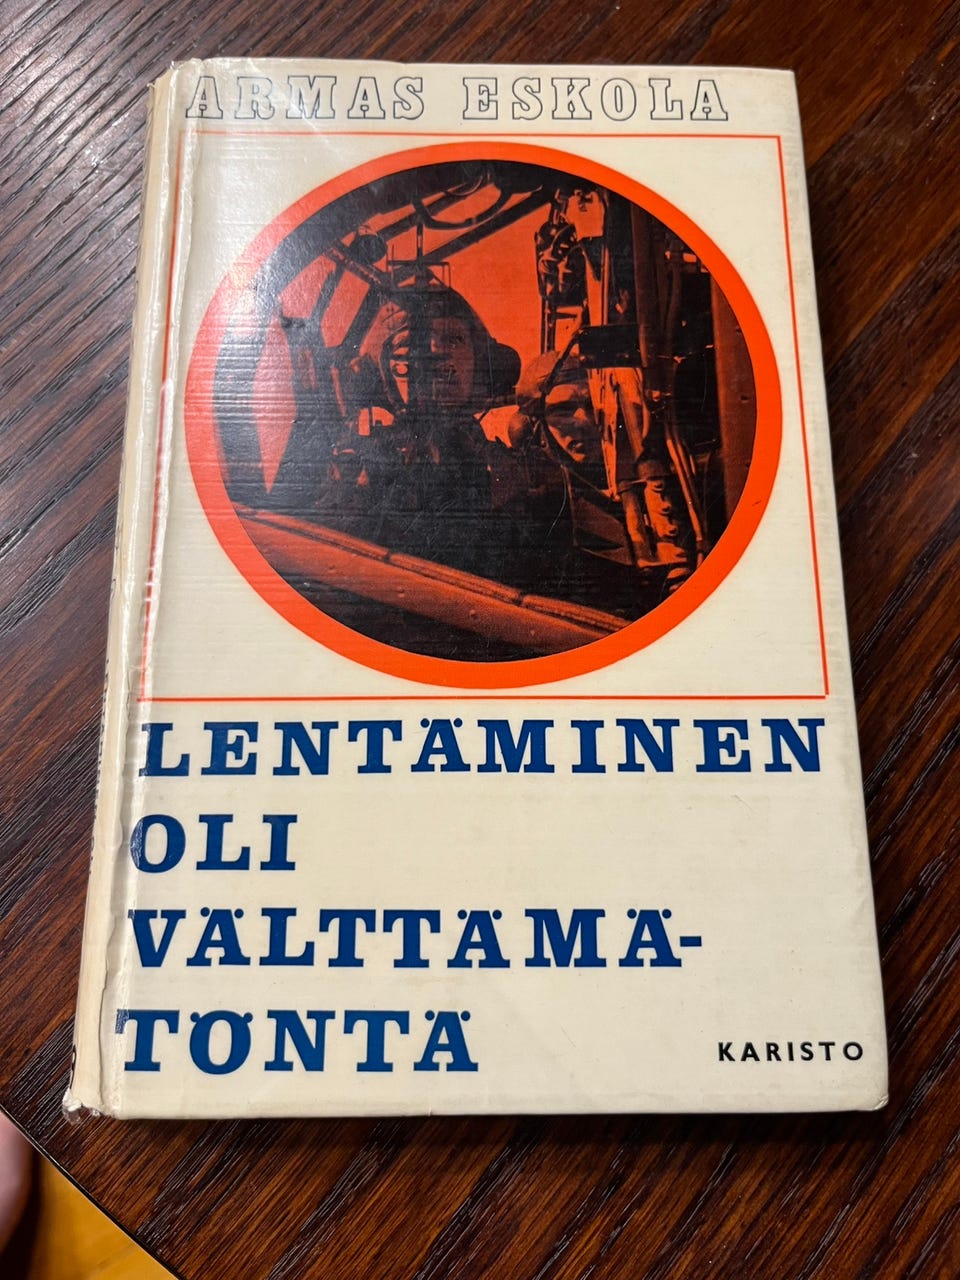 ARMAS ESKOLA
LENTÄMINEN
OLI
VÄLTTÄMÄ-
TÖNTÄ
KARISTO